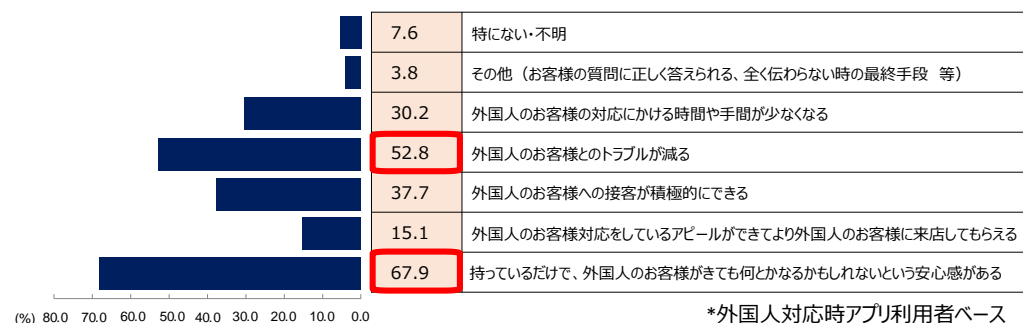 7.6 特にない・不明
3.8 その他（お客様の質問に正しく答えられる、全く伝わらない時の最終手段 等）
30.2 外国人のお客様の対応にかける時間や手間が少なくなる
52.8 外国人のお客様とのトラブルが減る
37.7 外国人のお客様への接客が積極的にできる
15.1 外国人のお客様対応をしているアピールができてより外国人のお客様に来店してもらえる
67.9 持っているだけで、外国人のお客様がきても何とかなるかもしれないという安心感がある
(%) 80.0 70.0 60.0 50.0 40.0 30.0 20.0 10.0 0.0
*外国人対応時アプリ利用者ベース